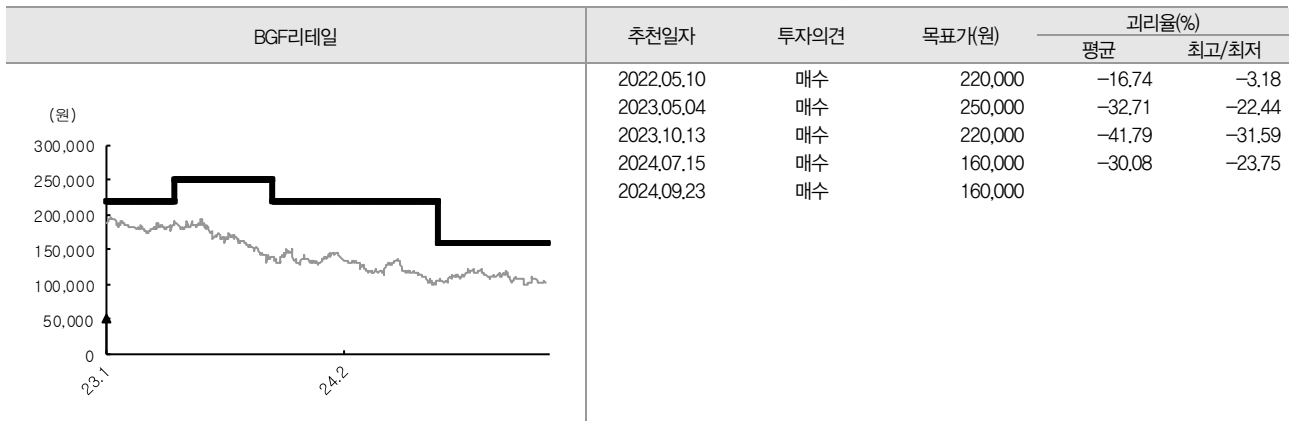 BGF리테일
추천일자 투자의견 목표가(원) 괴리율(%)
평균 최고/최저
2022.05.10 매수 220,000 -16.74 -3.18
2023.05.04 매수 250,000 -32.71 -22.44
2023.10.13 매수 220,000 -41.79 -31.59
2024.07.15 매수 160,000 -30.08 -23.75
2024.09.23 매수 160,000
(원)
300,000
250,000
200,000
150,000
100,000
50,000
0
23.1 24.2